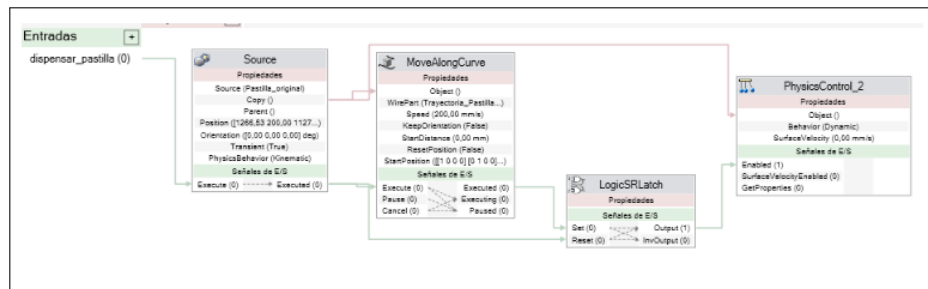 Entradas
+
dispensar_pastilla (0)
Source
Propiedades
Source (Pastilla_original)
Copy ()
Parent ()
Position ([1266,53 200,00 1127...)
Orientation ([0,00 0,00 0,00] deg)
Transient (True)
PhysicsBehavior (Kinematic)
Señales de E/S
Execute (0) Executed (0)
MoveAlongCurve
Propiedades
Object ()
WirePart (Trayectoria_Pastilla...)
Speed (200,00 mm/s)
KeepOrientation (False)
StartDistance (0,00 mm)
ResetPosition (False)
StartPosition ([[1 0 0 0] [0 1 0 0]...)
Señales de E/S
Execute (0) Executed (0)
Pause (0) Executing (0)
Cancel (0) Paused (0)
LogicSRLatch
Propiedades
Señales de E/S
Set (0) Output (1)
Reset (0) InvOutput (0)
PhysicsControl_2
Propiedades
Object ()
Behavior (Dynamic)
SurfaceVelocity (0,00 mm/s)
Señales de E/S
Enabled (1)
SurfaceVelocityEnabled (0)
GetProperties (0)